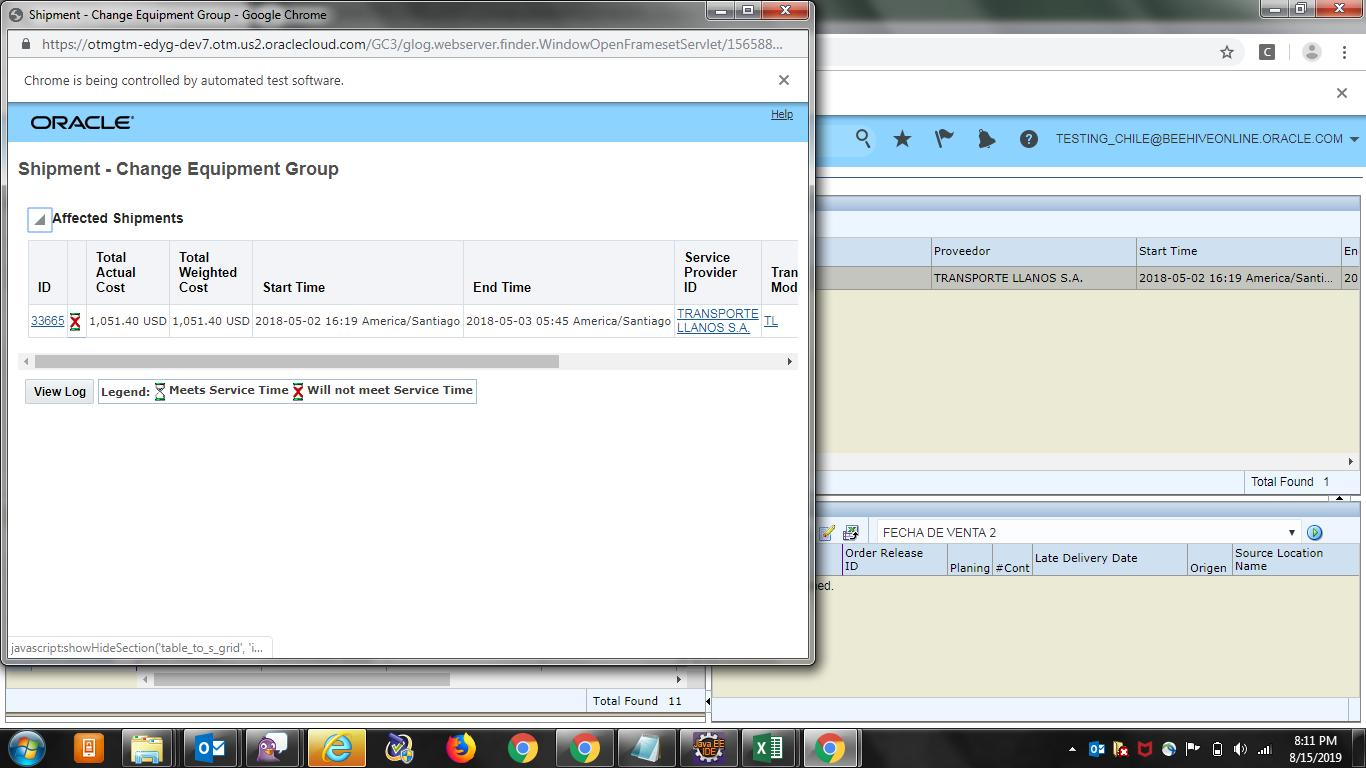 Shipment - Change Equipment Group - Google Chrome
https://otmgtm-edyg-dev7.otm.us2.oraclecloud.com/GC3/glog.webserver.finder.WindowOpenFramesetServlet/156588...
Chrome is being controlled by automated test software.
ORACLE
Help
Shipment - Change Equipment Group
Affected Shipments
ID
Total Actual Cost
Total Weighted Cost
Start Time
End Time
Service Provider ID
Tran Mod
33665
1,051.40 USD
1,051.40 USD
2018-05-02 16:19 America/Santiago
2018-05-03 05:45 America/Santiago
TRANSPORTE LLANOS S.A.
TL
View Log
Legend: Meets Service Time Will not meet Service Time
javascript:showHideSection('table_to_s_grid', 'i...
C
TESTING_CHILE@BEEHIVEONLINE.ORACLE.COM
Proveedor
Start Time
En
TRANSPORTE LLANOS S.A.
2018-05-02 16:19 America/Santi...
20
Total Found 1
FECHA DE VENTA 2
Order Release ID
Planing
#Cont
Late Delivery Date
Origen
Source Location Name
ed.
Total Found 11
Java EE IDE
8:11 PM
8/15/2019